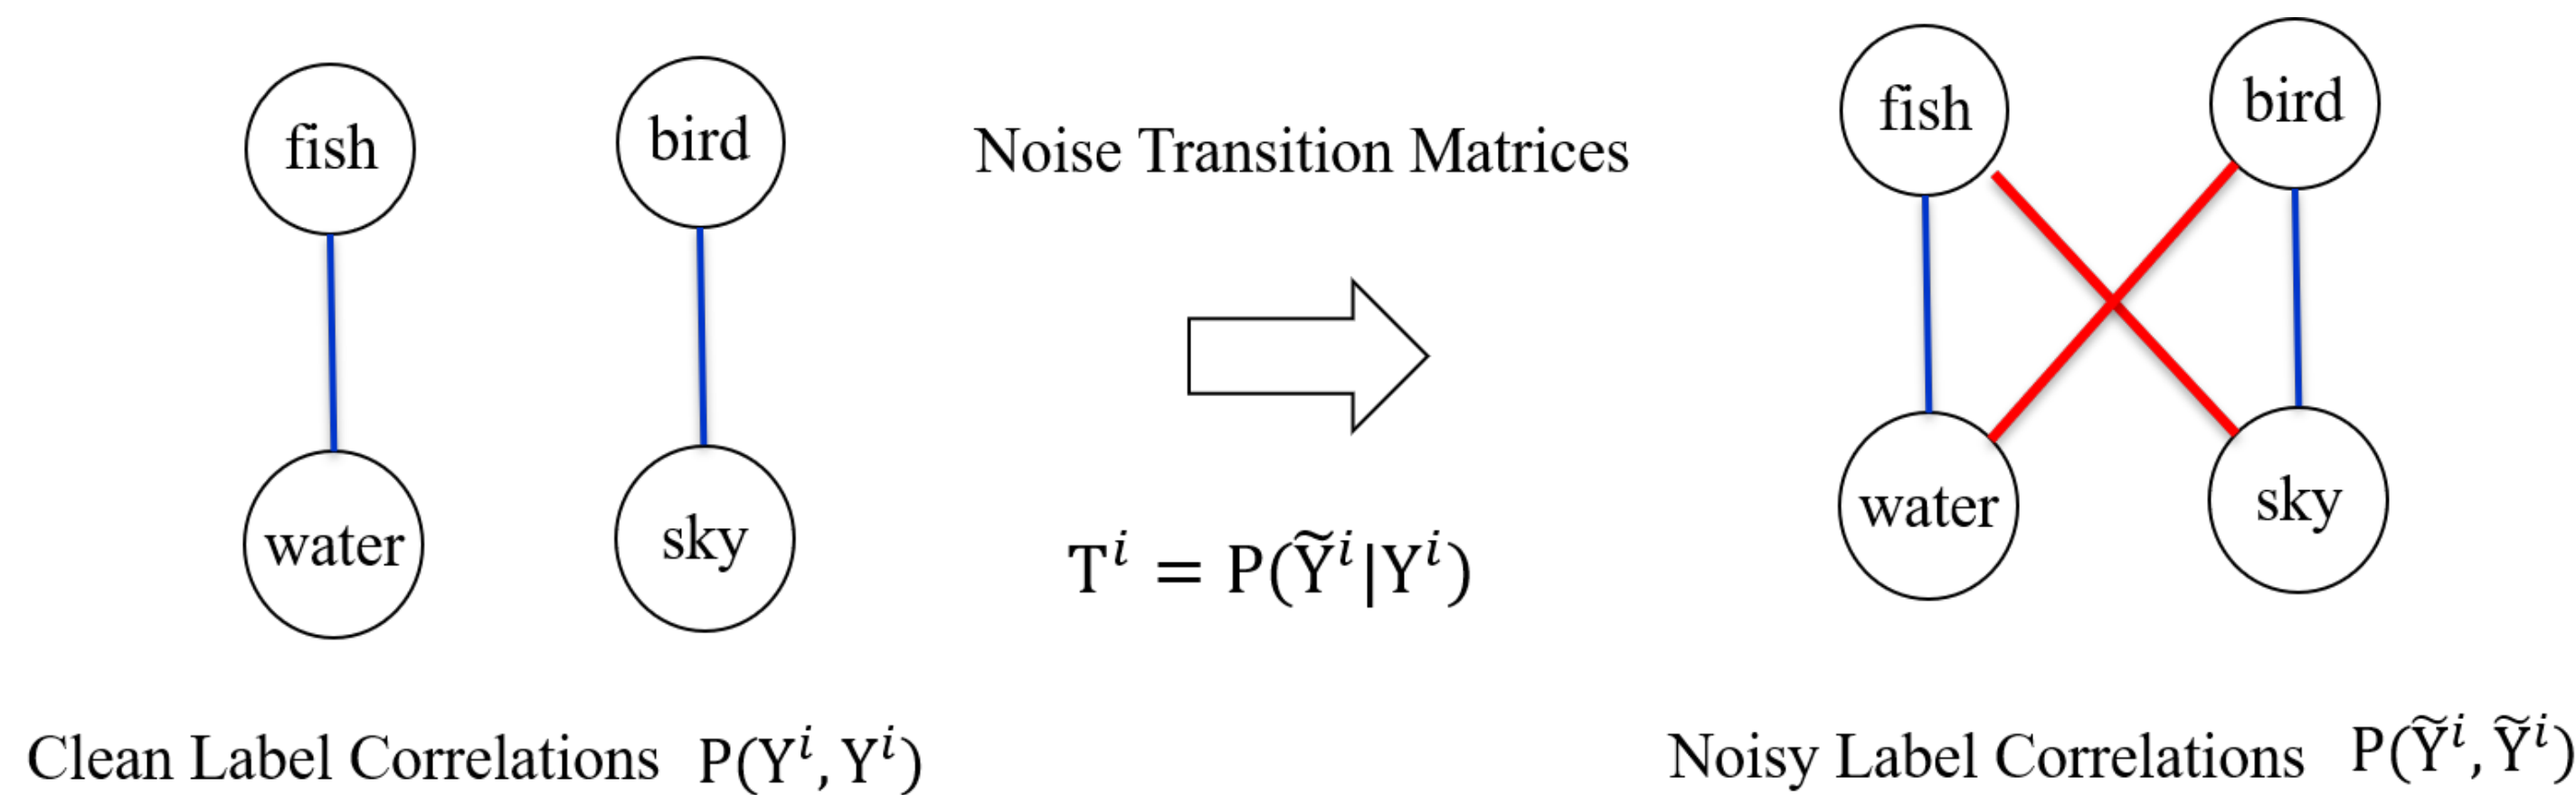 fish
bird
water
sky
Noise Transition Matrices
Tⁱ = P(Ỹⁱ|Yⁱ)
fish
bird
water
sky
Clean Label Correlations P(Yⁱ, Yⁱ)
Noisy Label Correlations P(Ỹⁱ, Ỹⁱ)